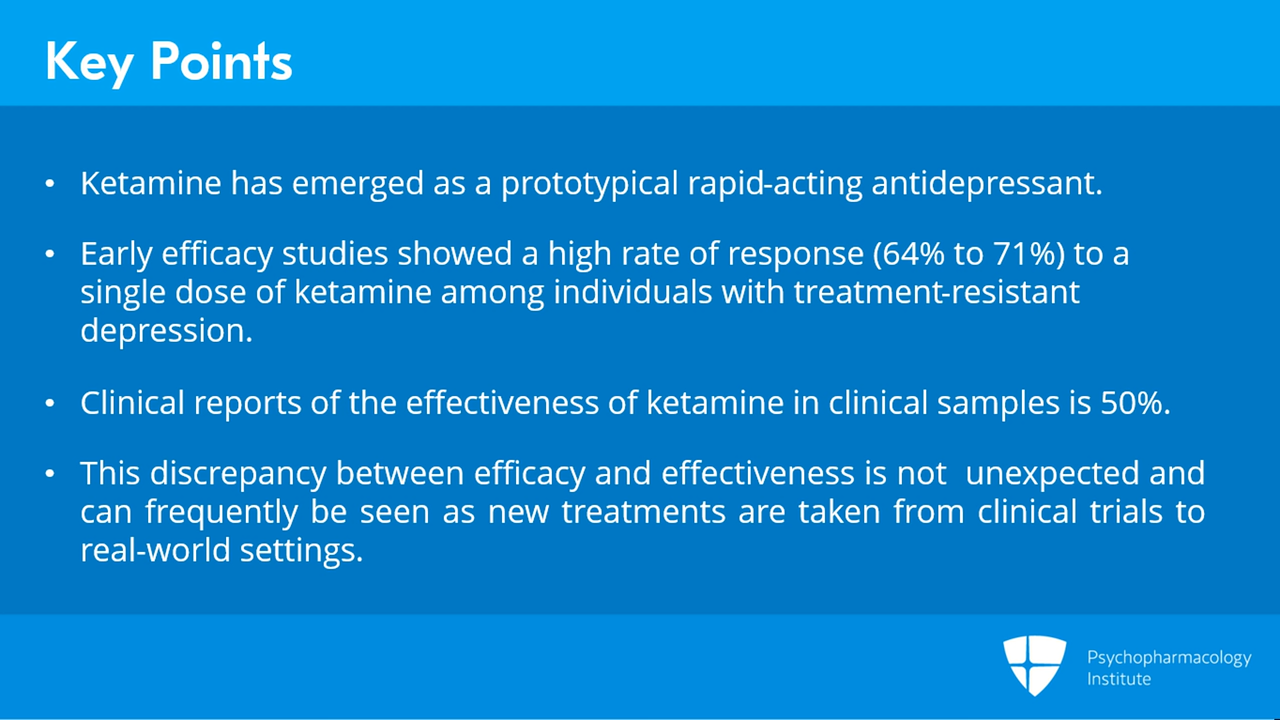 Key Points
• Ketamine has emerged as a prototypical rapid-acting antidepressant.
• Early efficacy studies showed a high rate of response (64% to 71%) to a
single dose of ketamine among individuals with treatment-resistant
depression.
• Clinical reports of the effectiveness of ketamine in clinical samples is 50%.
• This discrepancy between efficacy and effectiveness is not  unexpected and
can frequently be seen as new treatments are taken from clinical trials to
real-world settings.
Psychopharmacology
Institute